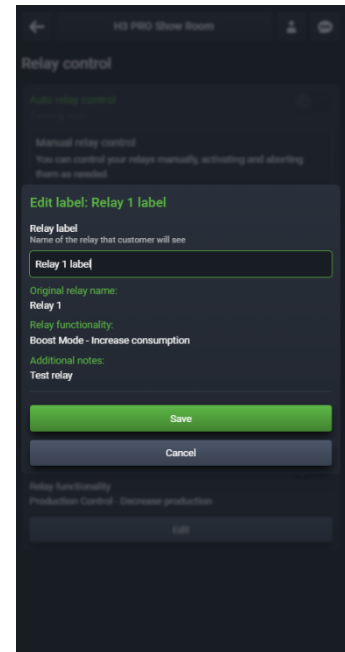 H3 PRO Show Room
Relay control
Auto relay control
Manual relay control
You can control your relays manually, activating and aborting
them as needed.
Edit label: Relay 1 label
Relay label
Name of the relay that customer will see
Relay 1 label
Original relay name:
Relay 1
Relay functionality:
Boost Mode - Increase consumption
Additional notes:
Test relay
Save
Cancel
Relay functionality
Production Control - Decrease production
Edit